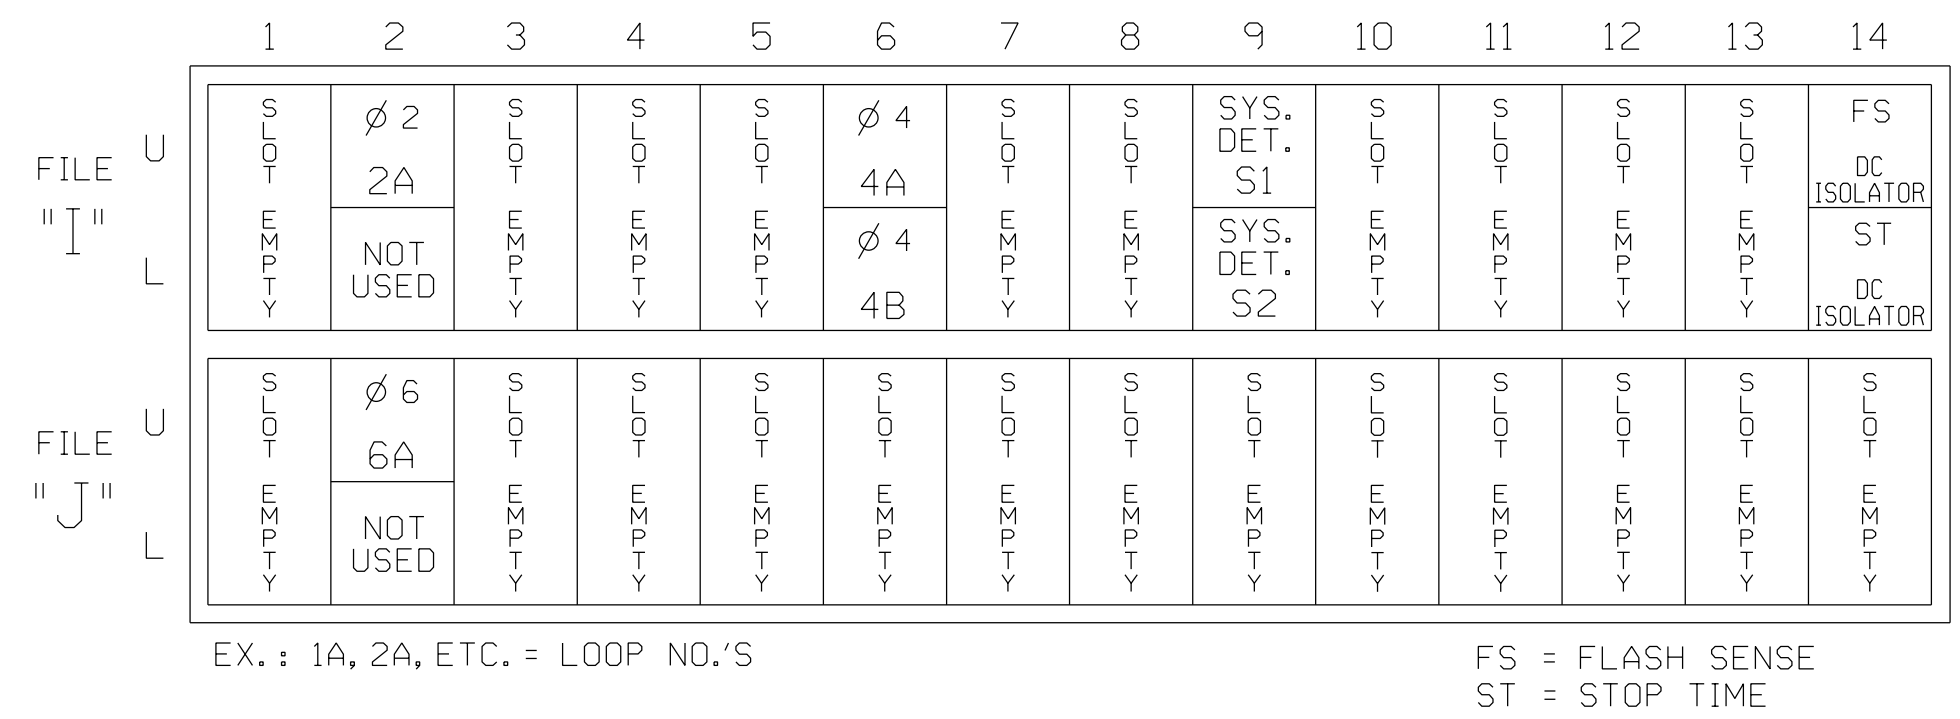 1 2 3 4 5 6 7 8 9 10 11 12 13 14
FILE "I"
U
L
SLOT EMPTY
ø 2
2A
NOT USED
SLOT EMPTY
SLOT EMPTY
SLOT EMPTY
ø 4
4A
ø 4
4B
SLOT EMPTY
SLOT EMPTY
SYS. DET. S1
SYS. DET. S2
SLOT EMPTY
SLOT EMPTY
SLOT EMPTY
SLOT EMPTY
FS
DC ISOLATOR
ST
DC ISOLATOR
FILE "J"
U
L
SLOT EMPTY
ø 6
6A
NOT USED
SLOT EMPTY
SLOT EMPTY
SLOT EMPTY
SLOT EMPTY
SLOT EMPTY
SLOT EMPTY
SLOT EMPTY
SLOT EMPTY
SLOT EMPTY
SLOT EMPTY
SLOT EMPTY
SLOT EMPTY
EX.: 1A, 2A, ETC. = LOOP NO.'S
FS = FLASH SENSE
ST = STOP TIME